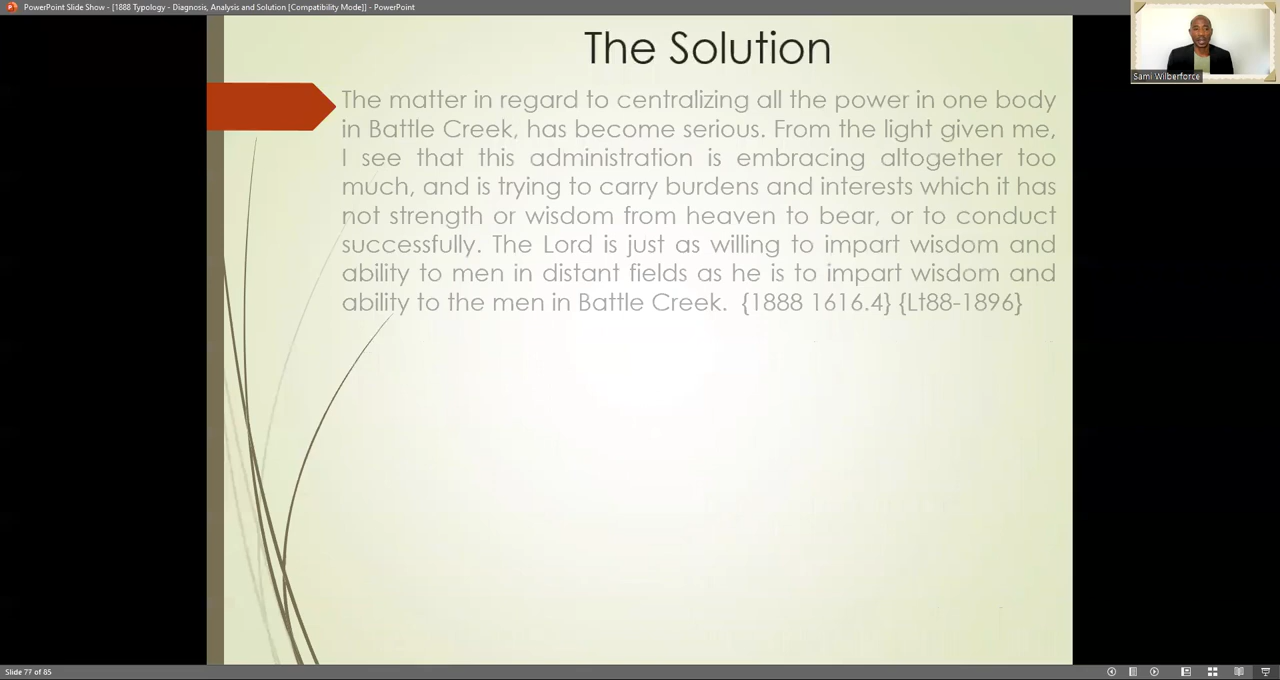 PowerPoint Slide Show - [1888 Typology - Diagnosis, Analysis and Solution [Compatibility Mode]] - PowerPoint
The Solution
The matter in regard to centralizing all the power in one body
in Battle Creek, has become serious. From the light given me,
I see that this administration is embracing altogether too
much, and is trying to carry burdens and interests which it has
not strength or wisdom from heaven to bear, or to conduct
successfully. The Lord is just as willing to impart wisdom and
ability to men in distant fields as he is to impart wisdom and
ability to the men in Battle Creek. {1888 1616.4} {Lt88-1896}
Sami Wilberforce
Slide 77 of 85